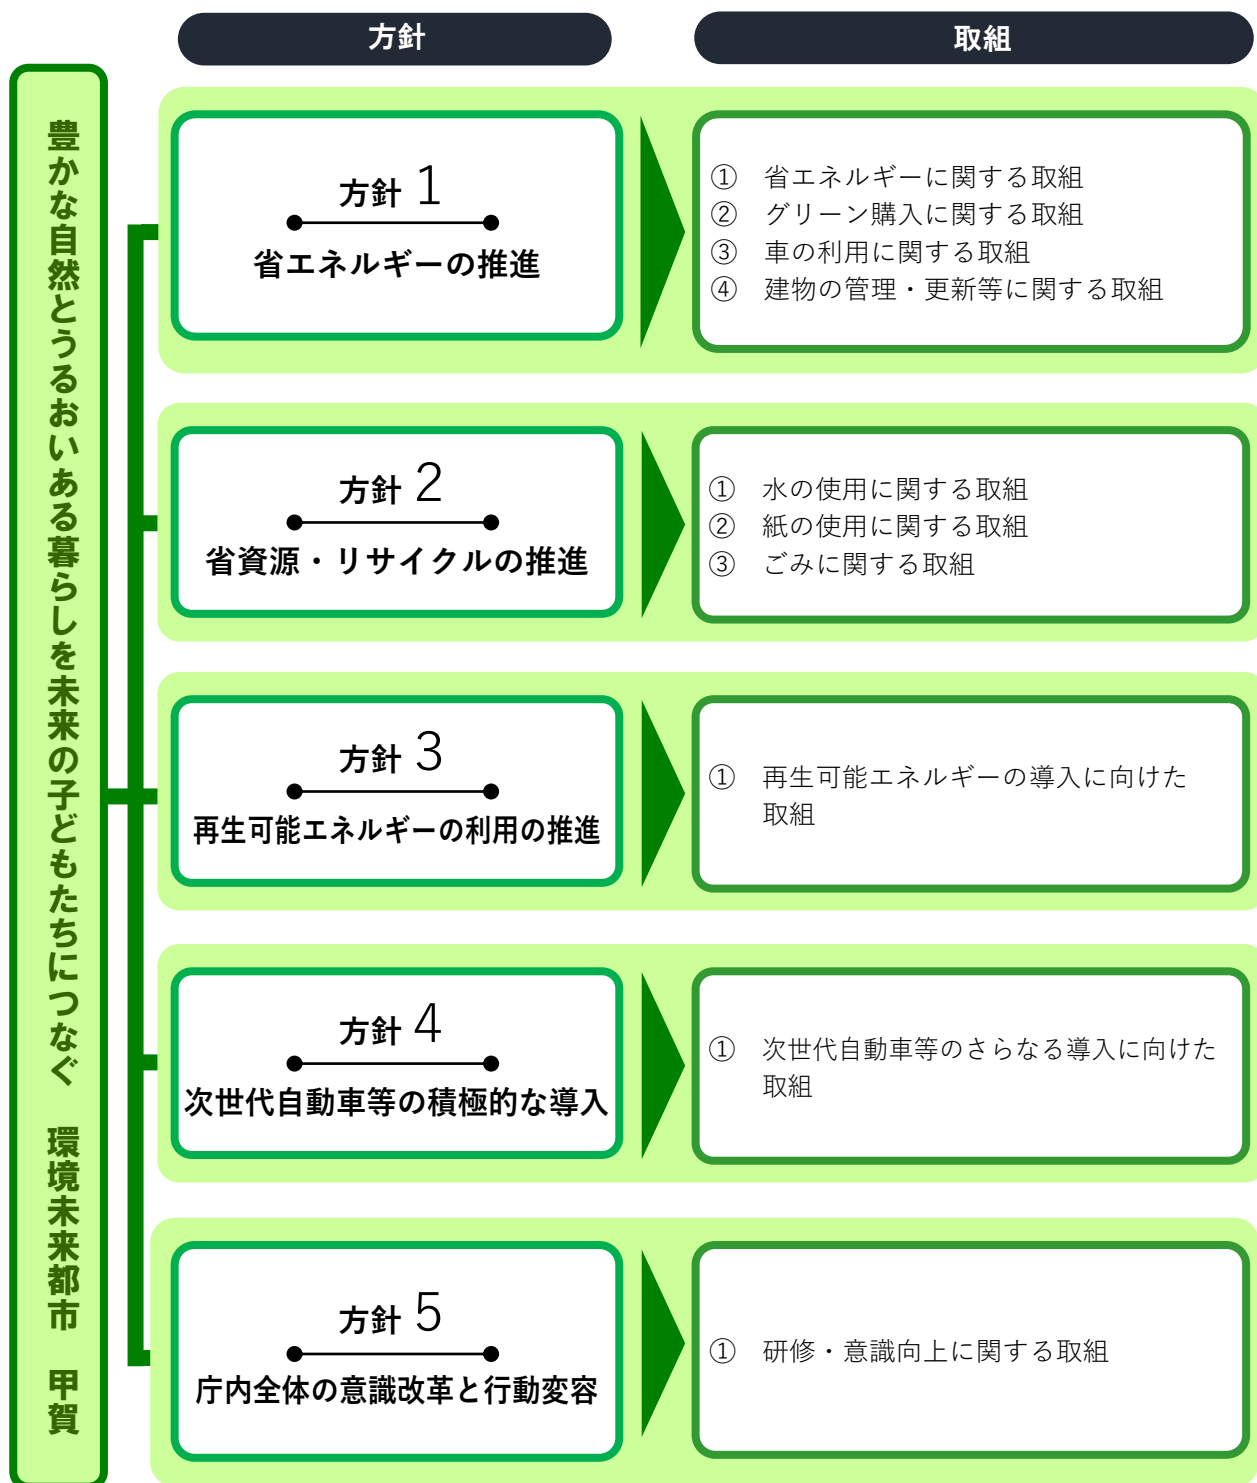 方針
取組
豊かな自然とうるおいある暮らしを未来の子どもたちにつなぐ　環境未来都市　甲賀
方針 1
省エネルギーの推進
①　省エネルギーに関する取組
②　グリーン購入に関する取組
③　車の利用に関する取組
④　建物の管理・更新等に関する取組
方針 2
省資源・リサイクルの推進
①　水の使用に関する取組
②　紙の使用に関する取組
③　ごみに関する取組
方針 3
再生可能エネルギーの利用の推進
①　再生可能エネルギーの導入に向けた
取組
方針 4
次世代自動車等の積極的な導入
①　次世代自動車等のさらなる導入に向けた
取組
方針 5
庁内全体の意識改革と行動変容
①　研修・意識向上に関する取組